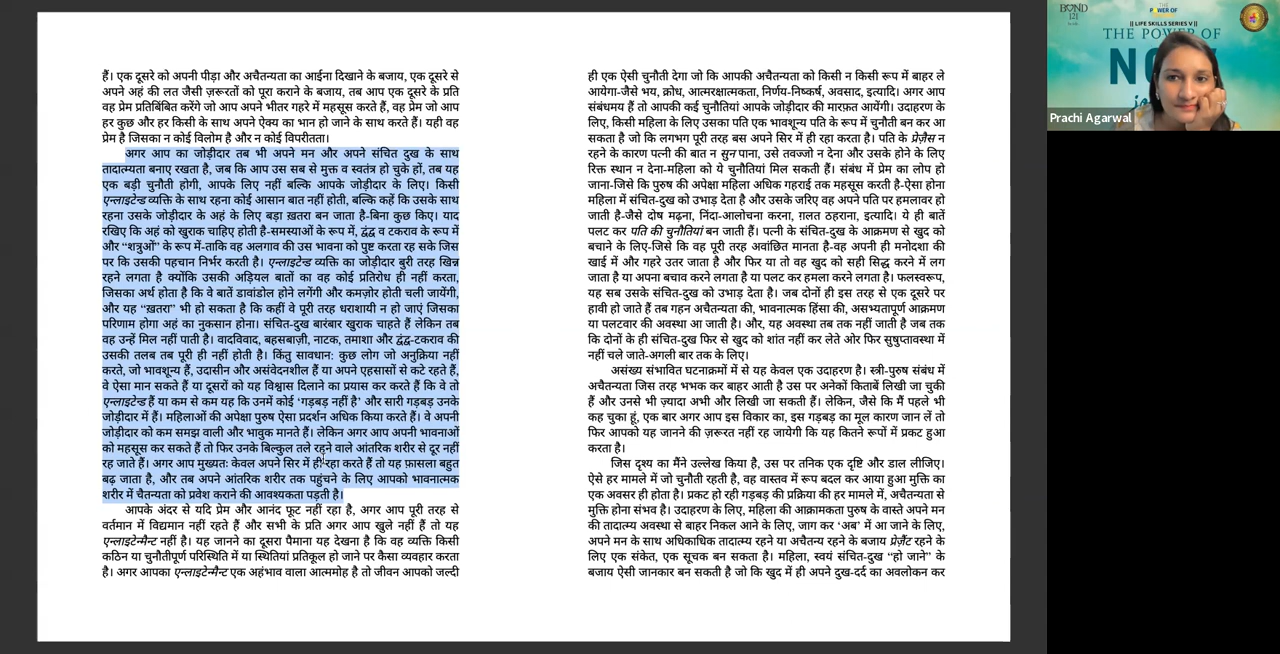 हैं। एक दूसरे को अपनी पीड़ा और अचैतन्यता का आईना दिखाने के बजाय, एक दूसरे से
अपने अहं की लत जैसी ज़रूरतों को पूरा कराने के बजाय, तब आप एक दूसरे के प्रति
वह प्रेम प्रतिबिंबित करेंगे जो आप अपने भीतर गहरे में महसूस करते हैं, वह प्रेम जो आप
हर कुछ और हर किसी के साथ अपने ऐक्य का भान हो जाने के साथ करते हैं। यही वह
प्रेम है जिसका न कोई विलोम है और न कोई विपरीतता।
अगर आप का जोड़ीदार तब भी अपने मन और अपने संचित दुख के साथ
तादात्म्यता बनाए रखता है, जब कि आप उस सब से मुक्त व स्वतंत्र हो चुके हों, तब यह
एक बड़ी चुनौती होगी, आपके लिए नहीं बल्कि आपके जोड़ीदार के लिए। किसी
एन्लाइटेन्ड व्यक्ति के साथ रहना कोई आसान बात नहीं होती, बल्कि कहें कि उसके साथ
रहना उसके जोड़ीदार के अहं के लिए बड़ा ख़तरा बन जाता है-बिना कुछ किए। याद
रखिए कि अहं को खुराक चाहिए होती है-समस्याओं के रूप में, द्वंद्व व टकराव के रूप में
और “शत्रुओं” के रूप में-ताकि वह अलगाव की उस भावना को पुष्ट करता रह सके जिस
पर कि उसकी पहचान निर्भर करती है। एन्लाइटेन्ड व्यक्ति का जोड़ीदार बुरी तरह खिन्न
रहने लगता है क्योंकि उसकी अड़ियल बातों का वह कोई प्रतिरोध ही नहीं करता,
जिसका अर्थ होता है कि वे बातें डावांडोल होने लगेंगी और कमज़ोर होती चली जायेंगी,
और यह “ख़तरा” भी हो सकता है कि कहीं वे पूरी तरह धराशायी न हो जाएं जिसका
परिणाम होगा अहं का नुकसान होना। संचित-दुख बारंबार खुराक चाहते हैं लेकिन तब
वह उन्हें मिल नहीं पाती है। वादविवाद, बहसबाज़ी, नाटक, तमाशा और द्वंद्व-टकराव की
उसकी तलब तब पूरी ही नहीं होती है। किंतु सावधान: कुछ लोग जो अनुक्रिया नहीं
करते, जो भावशून्य हैं, उदासीन और असंवेदनशील हैं या अपने एहसासों से कटे रहते हैं,
वे ऐसा मान सकते हैं या दूसरों को यह विश्वास दिलाने का प्रयास कर करते हैं कि वे तो
एन्लाइटेन्ड हैं या कम से कम यह कि उनमें कोई ‘गड़बड़ नहीं है’ और सारी गड़बड़ उनके
जोड़ीदार में हैं। महिलाओं की अपेक्षा पुरुष ऐसा प्रदर्शन अधिक किया करते हैं। वे अपनी
जोड़ीदार को कम समझ वाली और भावुक मानते हैं। लेकिन अगर आप अपनी भावनाओं
को महसूस कर सकते हैं तो फिर उनके बिल्कुल तले रहने वाले आंतरिक शरीर से दूर नहीं
रह जाते हैं। अगर आप मुख्यतः केवल अपने सिर में ही रहा करते हैं तो यह फ़ासला बहुत
बढ़ जाता है, और तब अपने आंतरिक शरीर तक पहुंचने के लिए आपको भावनात्मक
शरीर में चैतन्यता को प्रवेश कराने की आवश्यकता पड़ती है।
आपके अंदर से यदि प्रेम और आनंद फूट नहीं रहा है, अगर आप पूरी तरह से
वर्तमान में विद्यमान नहीं रहते हैं और सभी के प्रति अगर आप खुले नहीं हैं तो यह
एन्लाइटेन्मैन्ट नहीं है। यह जानने का दूसरा पैमाना यह देखना है कि वह व्यक्ति किसी
कठिन या चुनौतीपूर्ण परिस्थिति में या स्थितियां प्रतिकूल हो जाने पर कैसा व्यवहार करता
है। अगर आपका एन्लाइटेन्मैन्ट एक अहंभाव वाला आत्ममोह है तो जीवन आपको जल्दी
ही एक ऐसी चुनौती देगा जो कि आपकी अचैतन्यता को किसी न किसी रूप में बाहर ले
आयेगा-जैसे भय, क्रोध, आत्मरक्षात्मकता, निर्णय-निष्कर्ष, अवसाद, इत्यादि। अगर आप
संबंधमय हैं तो आपकी कई चुनौतियां आपके जोड़ीदार की मारफ़त आयेंगी। उदाहरण के
लिए, किसी महिला के लिए उसका पति एक भावशून्य पति के रूप में चुनौती बन कर आ
सकता है जो कि लगभग पूरी तरह बस अपने सिर में ही रहा करता है। पति के प्रेज़ैंस न
रहने के कारण पत्नी की बात न सुन पाना, उसे तवज्जो न देना और उसके होने के लिए
रिक्त स्थान न देना-महिला को ये चुनौतियां मिल सकती हैं। संबंध में प्रेम का लोप हो
जाना-जिसे कि पुरुष की अपेक्षा महिला अधिक गहराई तक महसूस करती है-ऐसा होना
महिला में संचित-दुख को उभाड़ देता है और उसके जरिए वह अपने पति पर हमलावर हो
जाती है-जैसे दोष मढ़ना, निंदा-आलोचना करना, ग़लत ठहराना, इत्यादि। ये ही बातें
पलट कर पति की चुनौतियां बन जाती हैं। पत्नी के संचित-दुख के आक्रमण से खुद को
बचाने के लिए-जिसे कि वह पूरी तरह अवांछित मानता है-वह अपनी ही मनोदशा की
खाई में और गहरे उतर जाता है और फिर या तो वह खुद को सही सिद्ध करने में लग
जाता है या अपना बचाव करने लगता है या पलट कर हमला करने लगता है। फलस्वरूप,
यह सब उसके संचित-दुख को उभाड़ देता है। जब दोनों ही इस तरह से एक दूसरे पर
हावी हो जाते हैं तब गहन अचैतन्यता की, भावनात्मक हिंसा की, असभ्यतापूर्ण आक्रमण
या पलटवार की अवस्था आ जाती है। और, यह अवस्था तब तक नहीं जाती है जब तक
कि दोनों के ही संचित-दुख फिर से खुद को शांत नहीं कर लेते ओर फिर सुषुप्तावस्था में
नहीं चले जाते-अगली बार तक के लिए।
असंख्य संभावित घटनाक्रमों में से यह केवल एक उदाहरण है। स्त्री-पुरुष संबंध में
अचैतन्यता जिस तरह भभक कर बाहर आती है उस पर अनेकों किताबें लिखी जा चुकी
हैं और उनसे भी ज़्यादा अभी और लिखी जा सकती हैं। लेकिन, जैसे कि मैं पहले भी
कह चुका हूं, एक बार अगर आप इस विकार का, इस गड़बड़ का मूल कारण जान लें तो
फिर आपको यह जानने की ज़रूरत नहीं रह जायेगी कि यह कितने रूपों में प्रकट हुआ
करता है।
जिस दृश्य का मैंने उल्लेख किया है, उस पर तनिक एक दृष्टि और डाल लीजिए।
ऐसे हर मामले में जो चुनौती रहती है, वह वास्तव में रूप बदल कर आया हुआ मुक्ति का
एक अवसर ही होता है। प्रकट हो रही गड़बड़ की प्रक्रिया की हर मामले में, अचैतन्यता से
मुक्ति होना संभव है। उदाहरण के लिए, महिला की आक्रामकता पुरुष के वास्ते अपने मन
की तादात्म्य अवस्था से बाहर निकल आने के लिए, जाग कर ‘अब’ में आ जाने के लिए,
अपने मन के साथ अधिकाधिक तादात्म्य रहने या अचैतन्य रहने के बजाय प्रेज़ैंट रहने के
लिए एक संकेत, एक सूचक बन सकता है। महिला, स्वयं संचित-दुख “हो जाने” के
बजाय ऐसी जानकार बन सकती है जो कि खुद में ही अपने दुख-दर्द का अवलोकन कर
BOND
121
THE
POWER OF
|| LIFE SKILLS SERIES V ||
THE POWER OF
Prachi Agarwal